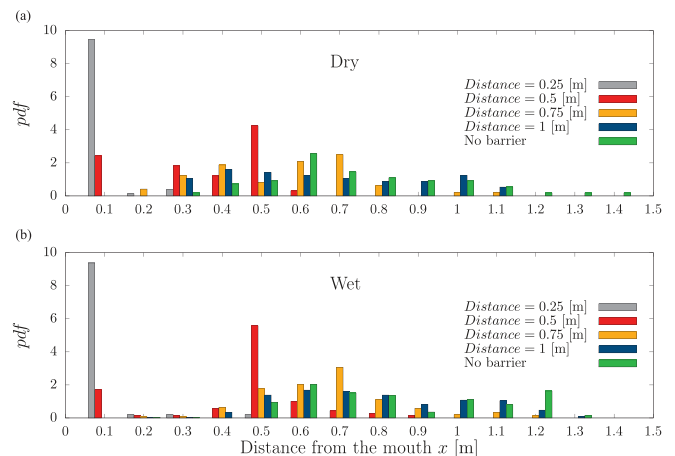 (a)
10
8
6
4
2
0
pdf
Dry
Distance = 0.25 [m]
Distance = 0.5 [m]
Distance = 0.75 [m]
Distance = 1 [m]
No barrier
0 0.1 0.2 0.3 0.4 0.5 0.6 0.7 0.8 0.9 1 1.1 1.2 1.3 1.4 1.5
(b)
10
8
6
4
2
0
pdf
Wet
Distance = 0.25 [m]
Distance = 0.5 [m]
Distance = 0.75 [m]
Distance = 1 [m]
No barrier
0 0.1 0.2 0.3 0.4 0.5 0.6 0.7 0.8 0.9 1 1.1 1.2 1.3 1.4 1.5
Distance from the mouth x [m]